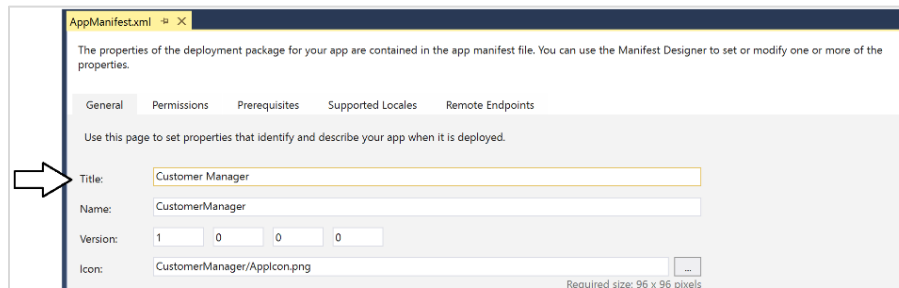 AppManifest.xml
The properties of the deployment package for your app are contained in the app manifest file. You can use the Manifest Designer to set or modify one or more of the
properties.
General Permissions Prerequisites Supported Locales Remote Endpoints
Use this page to set properties that identify and describe your app when it is deployed.
Title: Customer Manager
Name: CustomerManager
Version: 1 0 0 0
Icon: CustomerManager/AppIcon.png ...
Required size: 96 x 96 pixels